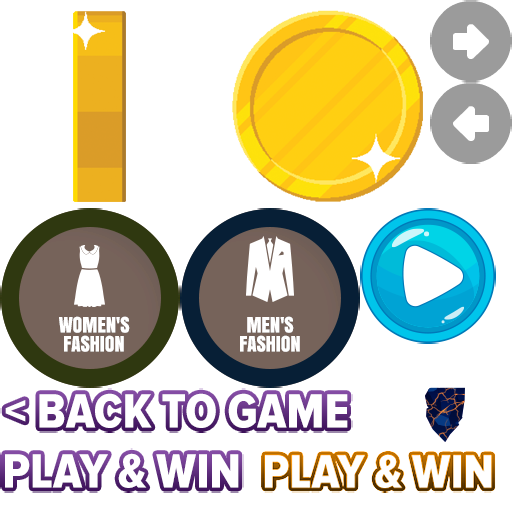 WOMEN'S
FASHION
MEN'S
FASHION
< BACK TO GAME
PLAY & WIN
PLAY & WIN